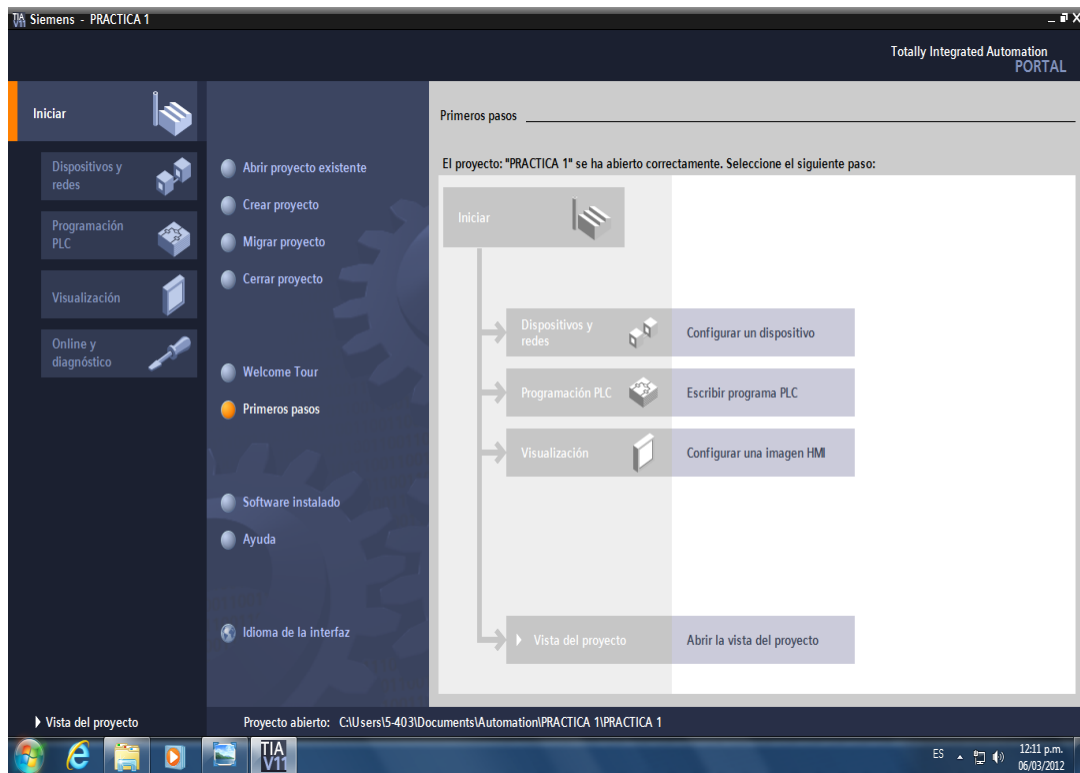 TIA V11 Siemens - PRACTICA 1
Totally Integrated Automation
PORTAL
Iniciar
Dispositivos y
redes
Programación
PLC
Visualización
Online y
diagnóstico
Abrir proyecto existente
Crear proyecto
Migrar proyecto
Cerrar proyecto
Welcome Tour
Primeros pasos
Software instalado
Ayuda
Idioma de la interfaz
Primeros pasos
El proyecto: "PRACTICA 1" se ha abierto correctamente. Seleccione el siguiente paso:
Iniciar
Dispositivos y
redes
Configurar un dispositivo
Programación PLC
Escribir programa PLC
Visualización
Configurar una imagen HMI
Vista del proyecto
Abrir la vista del proyecto
Vista del proyecto
Proyecto abierto: C:\Users\5-403\Documents\Automation\PRACTICA 1\PRACTICA 1
TIA
V11
ES
12:11 p.m.
06/03/2012